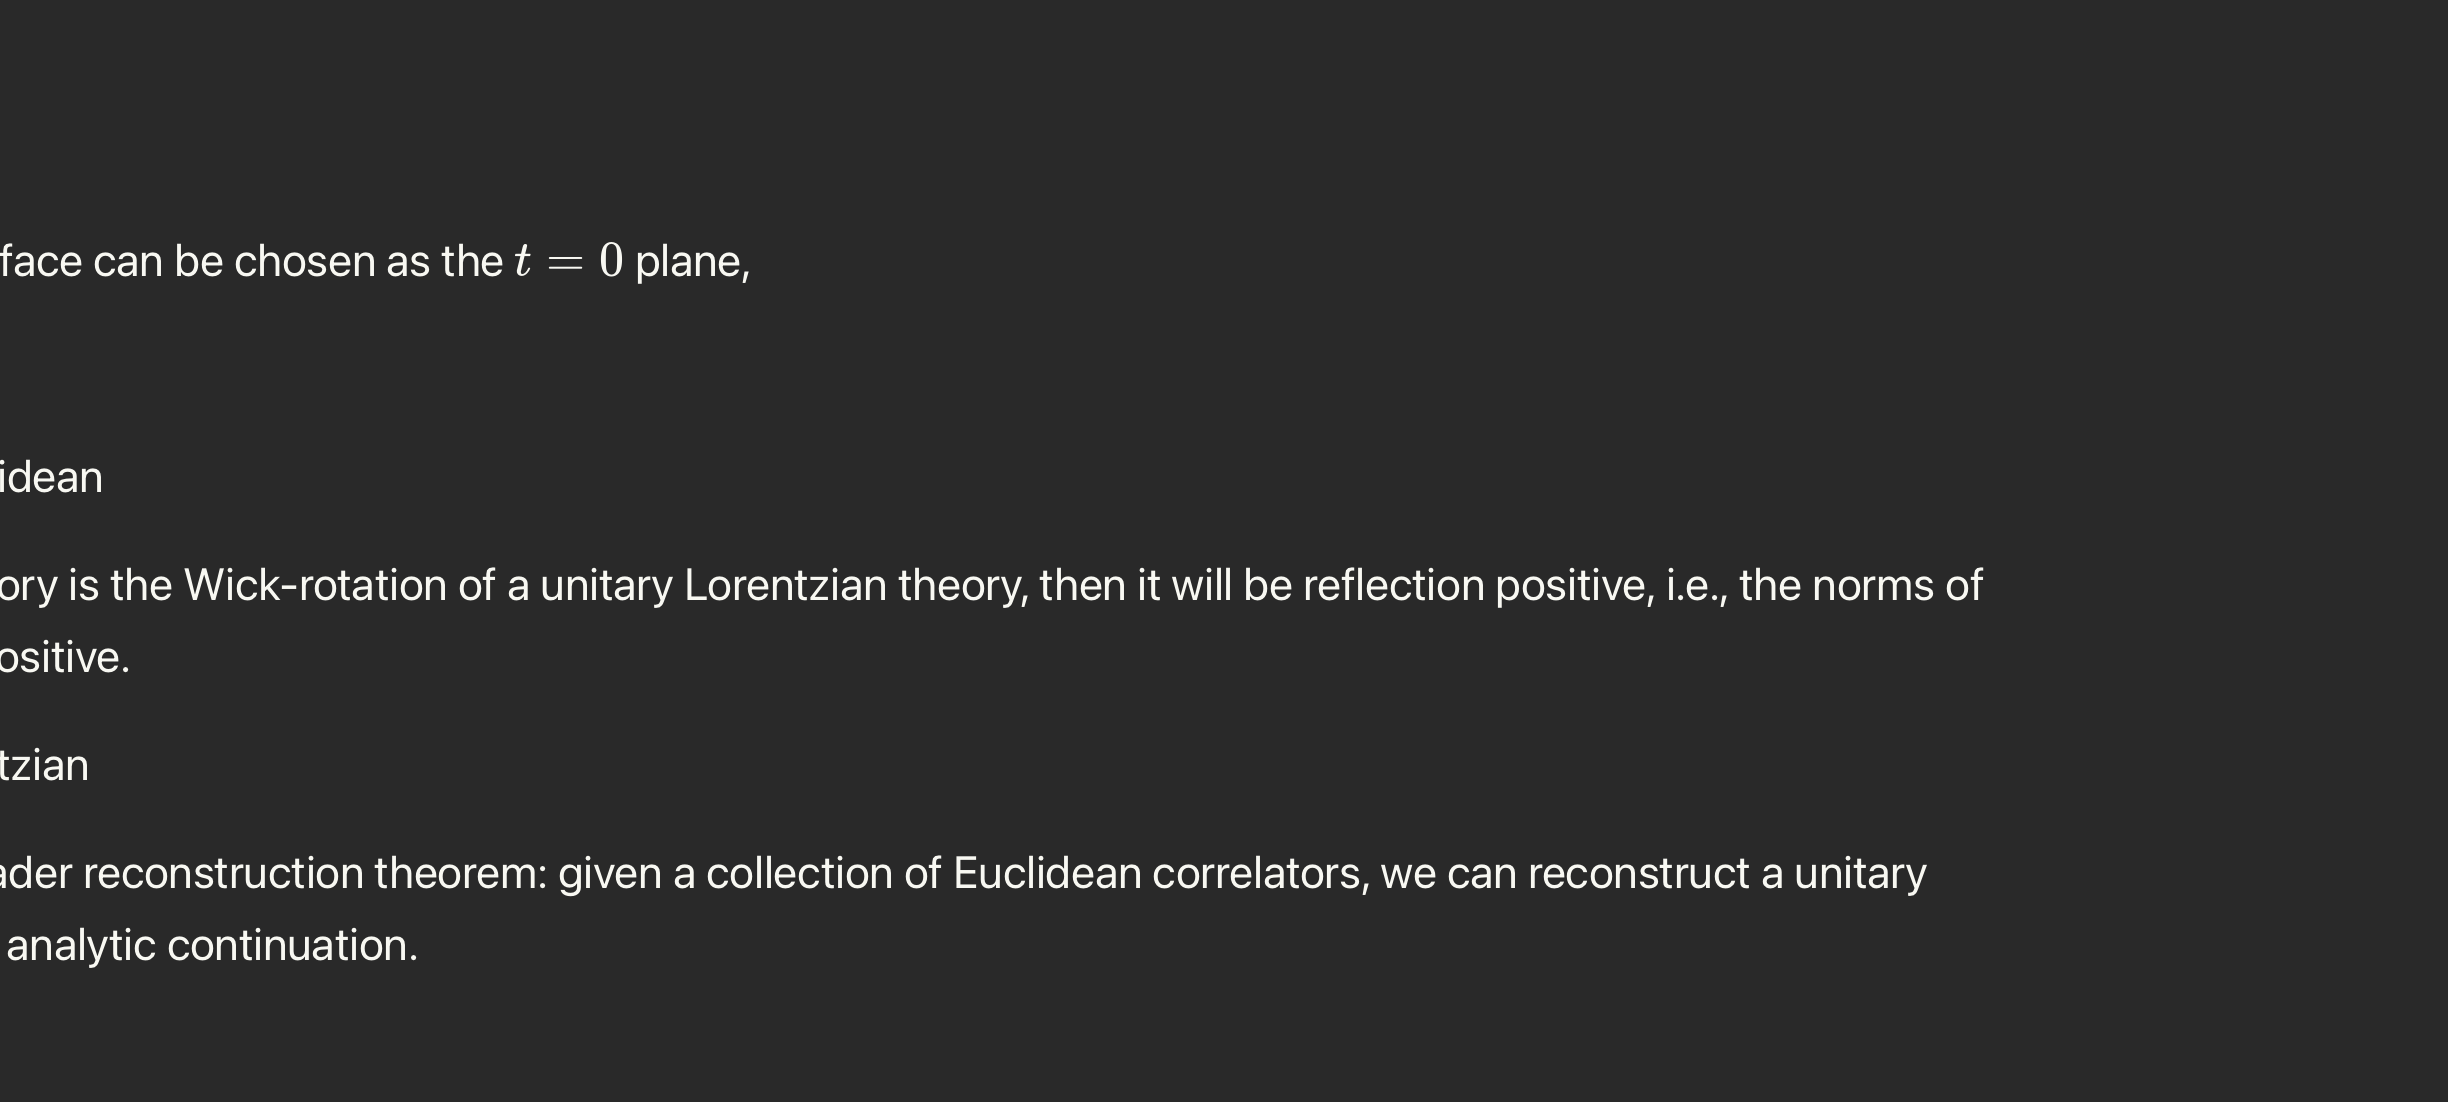 face can be chosen as the t = 0 plane,
idean
ory is the Wick-rotation of a unitary Lorentzian theory, then it will be reflection positive, i.e., the norms of
ositive.
tzian
ader reconstruction theorem: given a collection of Euclidean correlators, we can reconstruct a unitary
analytic continuation.